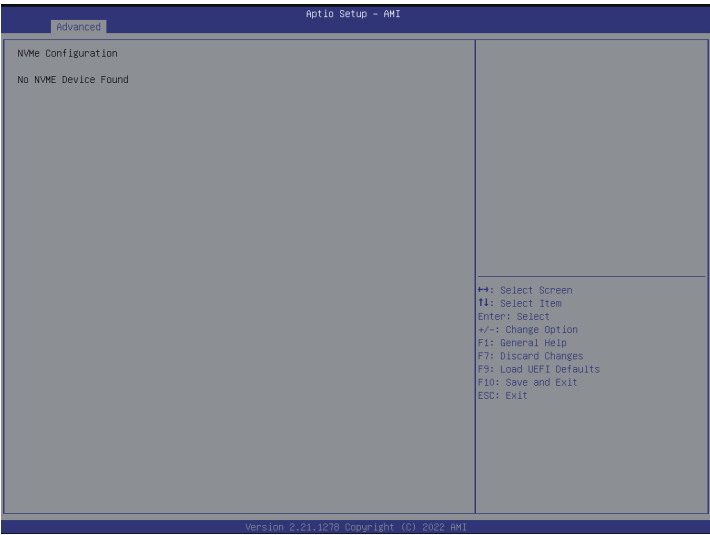 Aptio Setup – AMI
Advanced
NVMe Configuration
No NVME Device Found
↔: Select Screen
↑↓: Select Item
Enter: Select
+/-: Change Option
F1: General Help
F7: Discard Changes
F9: Load UEFI Defaults
F10: Save and Exit
ESC: Exit
Version 2.21.1278 Copyright (C) 2022 AMI